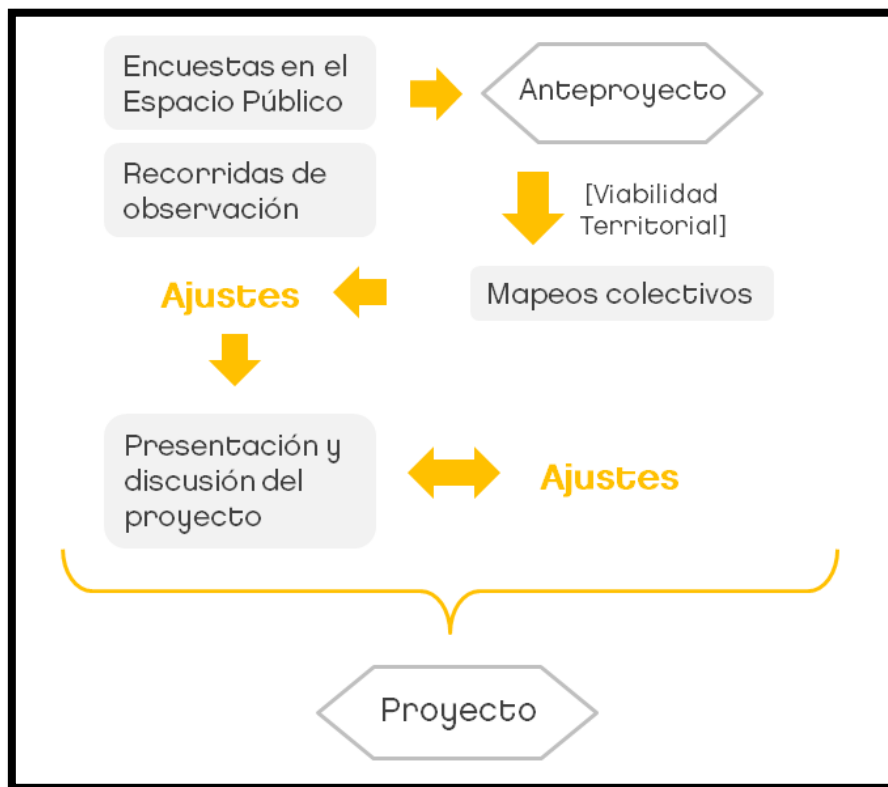 Encuestas en el
Espacio Público
Anteproyecto
Recorridas de
observación
[Viabilidad
Territorial]
Mapeos colectivos
Ajustes
Presentación y
discusión del
proyecto
Ajustes
Proyecto